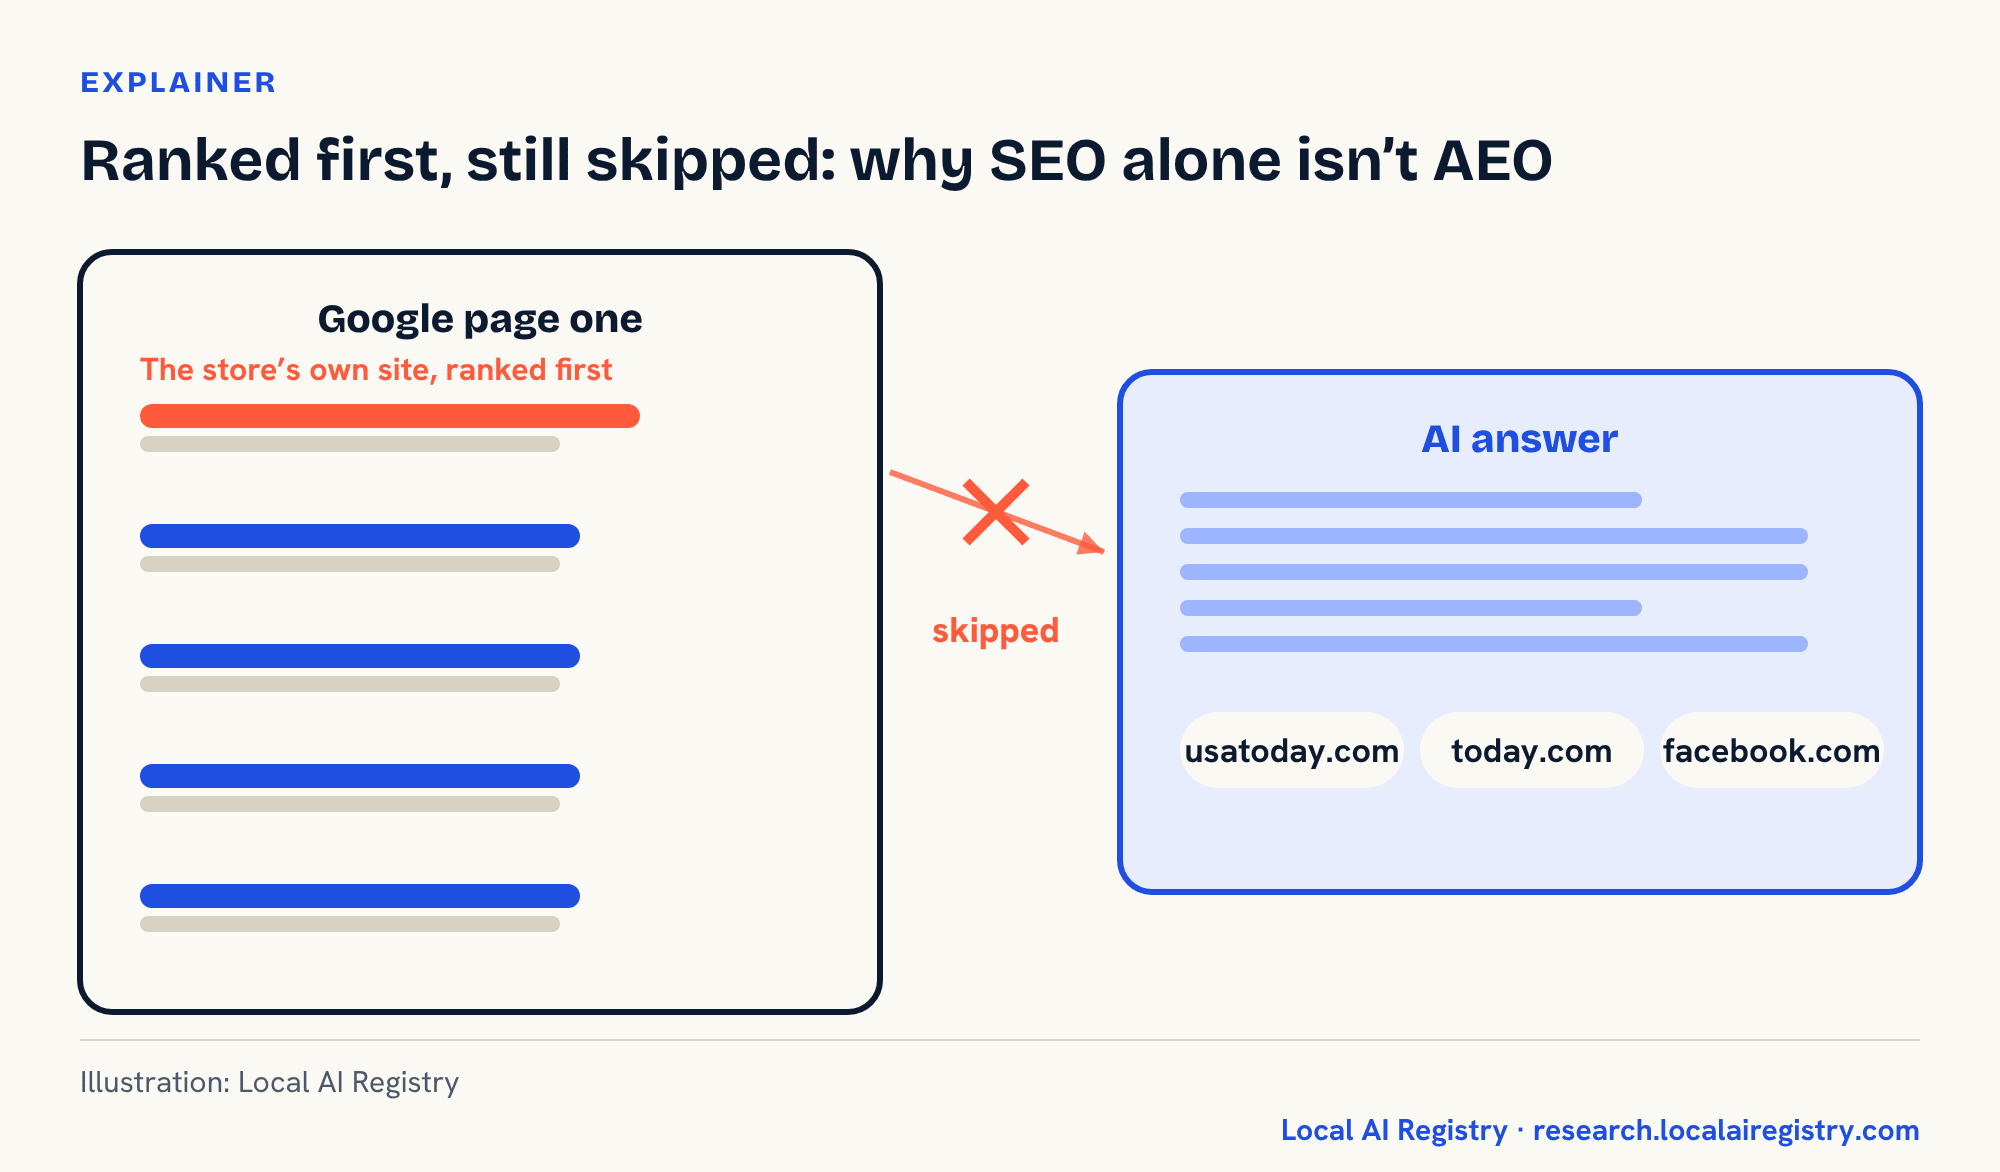 EXPLAINER
Ranked first, still skipped: why SEO alone isn’t AEO
Google page one
The store’s own site, ranked first
skipped
AI answer
usatoday.com
today.com
facebook.com
Illustration: Local AI Registry
Local AI Registry · research.localairegistry.com